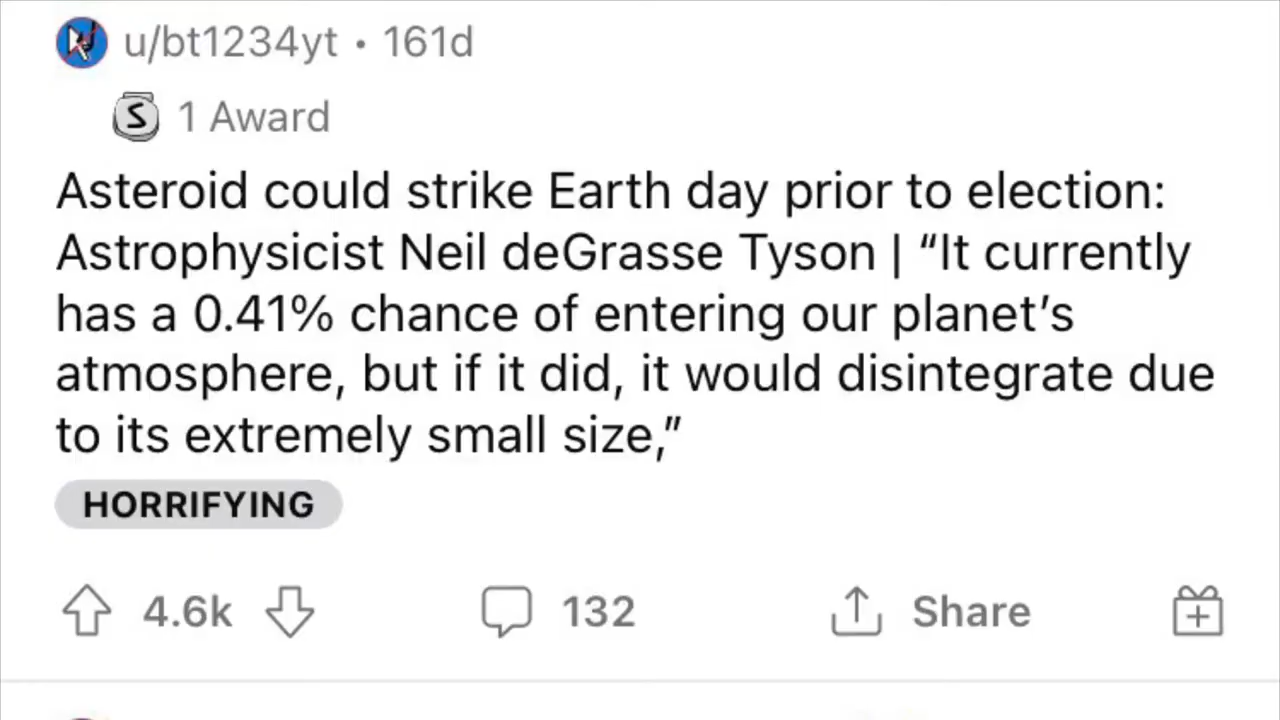 u/bt1234yt • 161d
S 1 Award
Asteroid could strike Earth day prior to election:
Astrophysicist Neil deGrasse Tyson | “It currently
has a 0.41% chance of entering our planet’s
atmosphere, but if it did, it would disintegrate due
to its extremely small size,”
HORRIFYING
4.6k 132 Share